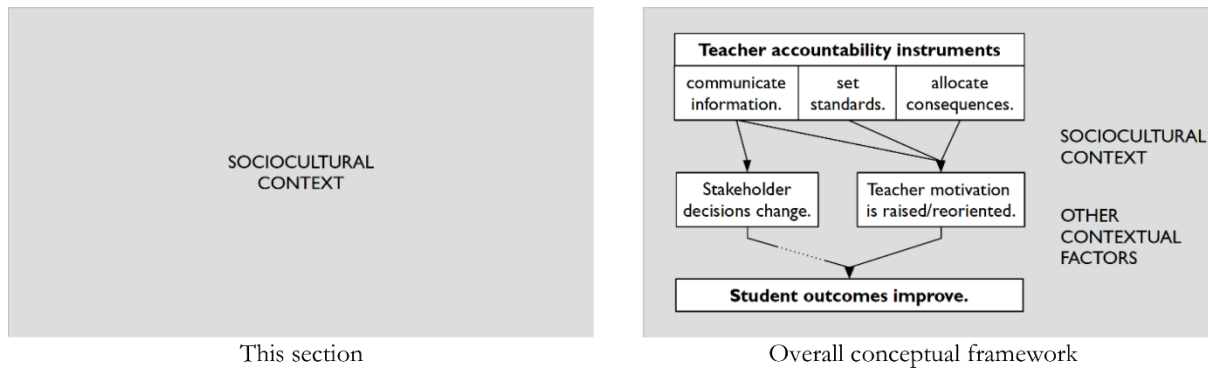 SOCIOCULTURAL
CONTEXT
This section
Teacher accountability instruments
communicate
information.
set
standards.
allocate
consequences.
SOCIOCULTURAL
CONTEXT
Stakeholder
decisions change.
Teacher motivation
is raised/reoriented.
OTHER
CONTEXTUAL
FACTORS
Student outcomes improve.
Overall conceptual framework